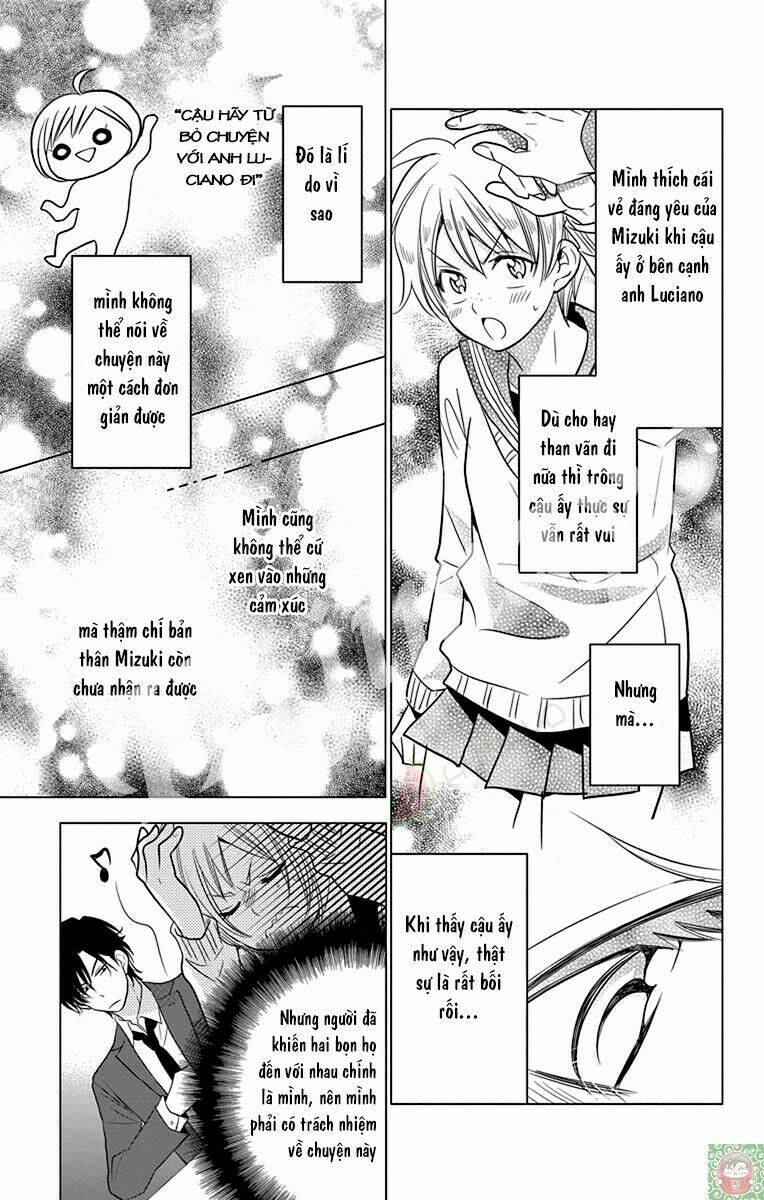 Mình thích cái
vẻ đáng yêu của
Mizuki khi cậu
ấy ở bên cạnh
anh Luciano
Dù cho hay
than vãn đi
nữa thì trông
cậu ấy thực sự
vẫn rất vui
Nhưng
mà...
Khi thấy cậu ấy
như vậy, thật
sự là rất bối
rối...
Đó là lí
do vì
sao
"CẬU HÃY TỪ
BỎ CHUYỆN
VỚI ANH LU-
CIANO ĐI"
mình không
thể nói về
chuyện này
một cách đơn
giản được
Mình cũng
không thể cứ
xen vào những
cảm xúc
mà thậm chí bản
thân Mizuki còn
chưa nhận ra được
Nhưng người đã
khiến hai bọn họ
đến với nhau chính
là mình, nên mình
phải có trách nhiệm
về chuyện này